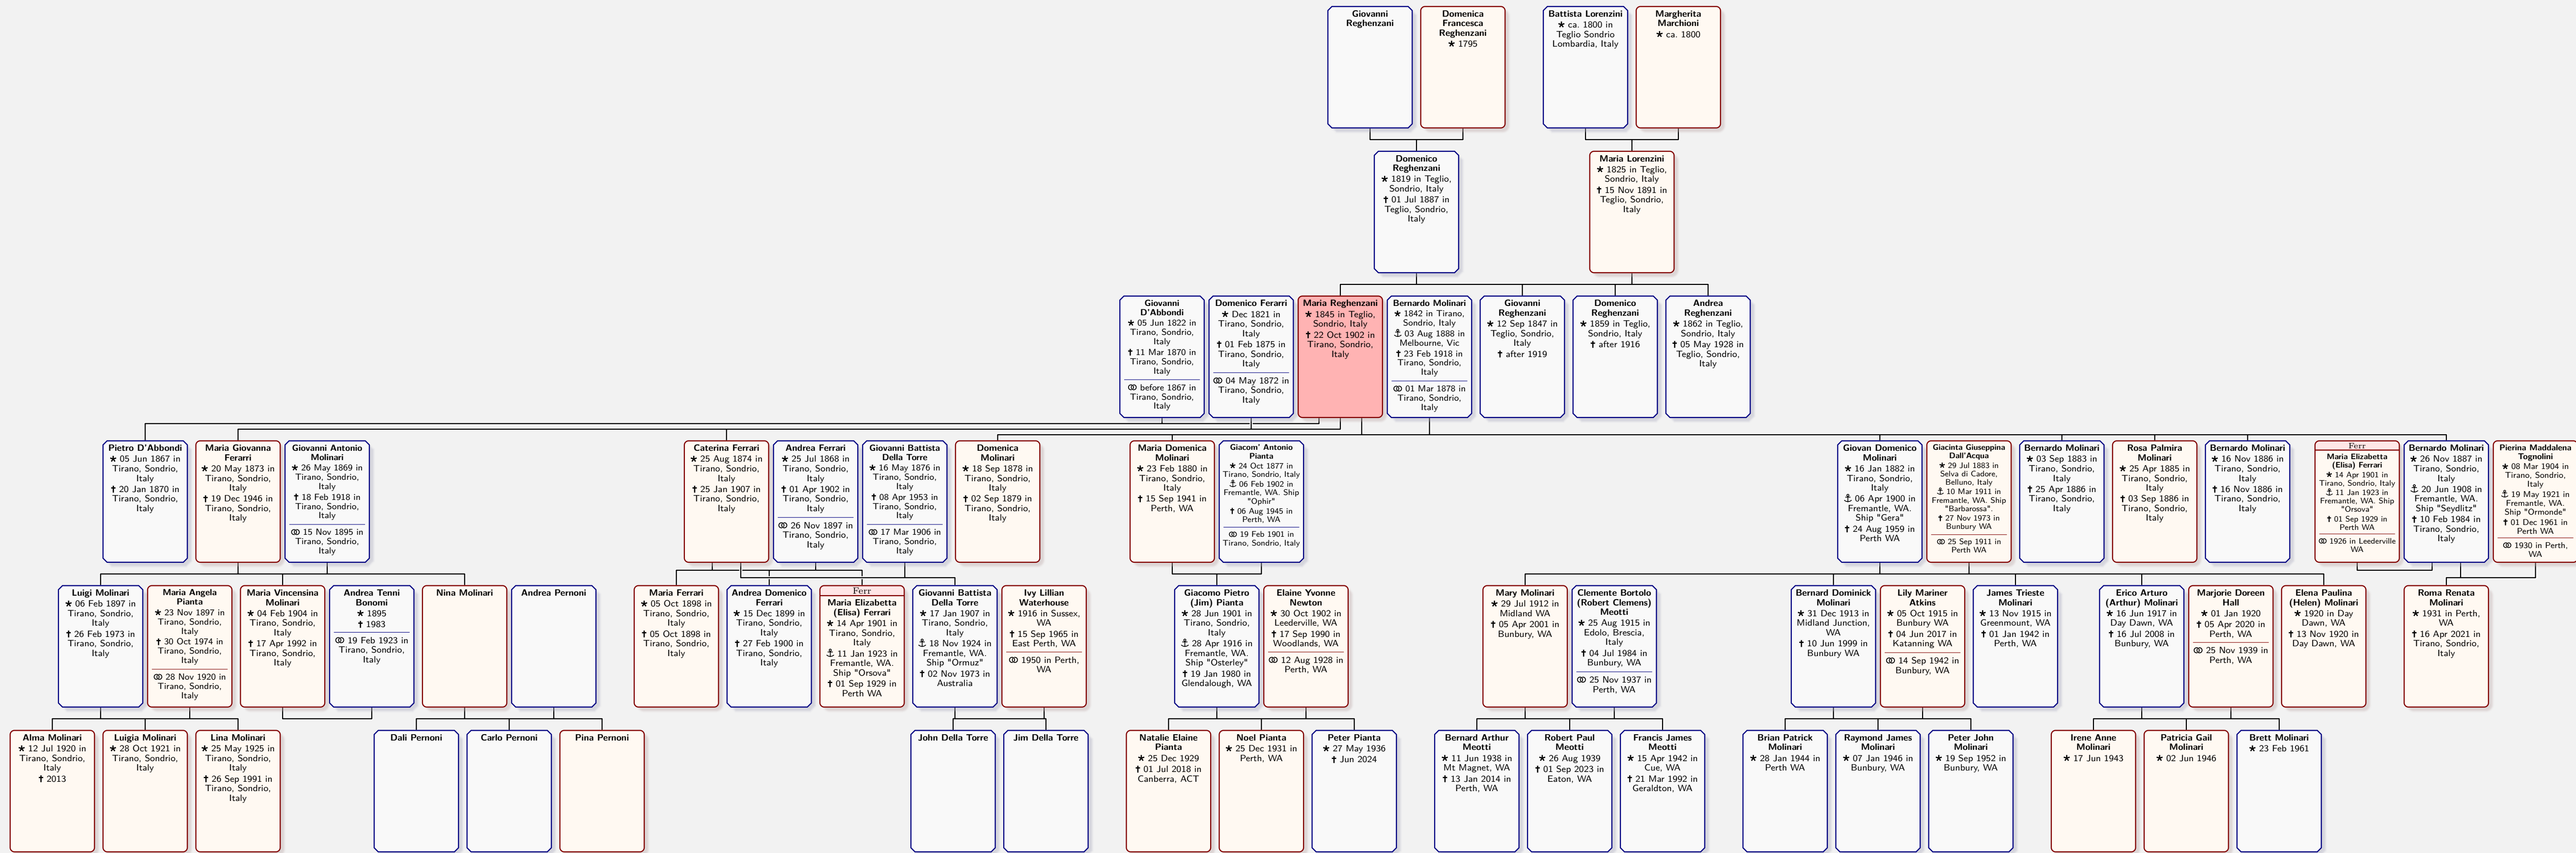 Giovanni
Reghenzani
Domenica
Francesca
Reghenzani
★ 1795
Battista Lorenzini
★ ca. 1800 in
Teglio Sondrio
Lombardia, Italy
Margherita
Marchioni
★ ca. 1800
Domenico
Reghenzani
★ 1819 in Teglio,
Sondrio, Italy
✝ 01 Jul 1887 in
Teglio, Sondrio,
Italy
Maria Lorenzini
★ 1825 in Teglio,
Sondrio, Italy
✝ 15 Nov 1891 in
Teglio, Sondrio,
Italy
Giovanni
D'Abbondi
★ 05 Jun 1822 in
Tirano, Sondrio,
Italy
✝ 11 Mar 1870 in
Tirano, Sondrio,
Italy
⚭ before 1867 in
Tirano, Sondrio,
Italy
Domenico Ferarri
★ Dec 1821 in
Tirano, Sondrio,
Italy
✝ 01 Feb 1875 in
Tirano, Sondrio,
Italy
⚭ 04 May 1872 in
Tirano, Sondrio,
Italy
Maria Reghenzani
★ 1845 in Teglio,
Sondrio, Italy
✝ 22 Oct 1902 in
Tirano, Sondrio,
Italy
Bernardo Molinari
★ 1842 in Tirano,
Sondrio, Italy
⚓ 03 Aug 1888 in
Melbourne, Vic
✝ 23 Feb 1918 in
Tirano, Sondrio,
Italy
⚭ 01 Mar 1878 in
Tirano, Sondrio,
Italy
Giovanni
Reghenzani
★ 12 Sep 1847 in
Teglio, Sondrio,
Italy
✝ after 1919
Domenico
Reghenzani
★ 1859 in Teglio,
Sondrio, Italy
✝ after 1916
Andrea
Reghenzani
★ 1862 in Teglio,
Sondrio, Italy
✝ 05 May 1928 in
Teglio, Sondrio,
Italy
Pietro D'Abbondi
★ 05 Jun 1867 in
Tirano, Sondrio,
Italy
✝ 20 Jan 1870 in
Tirano, Sondrio,
Italy
Maria Giovanna
Ferarri
★ 20 May 1873 in
Tirano, Sondrio,
Italy
✝ 19 Dec 1946 in
Tirano, Sondrio,
Italy
Giovanni Antonio
Molinari
★ 26 May 1869 in
Tirano, Sondrio,
Italy
✝ 18 Feb 1918 in
Tirano, Sondrio,
Italy
⚭ 15 Nov 1895 in
Tirano, Sondrio,
Italy
Caterina Ferrari
★ 25 Aug 1874 in
Tirano, Sondrio,
Italy
✝ 25 Jan 1907 in
Tirano, Sondrio,
Italy
Andrea Ferrari
★ 25 Jul 1868 in
Tirano, Sondrio,
Italy
✝ 01 Apr 1902 in
Tirano, Sondrio,
Italy
⚭ 26 Nov 1897 in
Tirano, Sondrio,
Italy
Giovanni Battista
Della Torre
★ 16 May 1876 in
Tirano, Sondrio,
Italy
✝ 08 Apr 1953 in
Tirano, Sondrio,
Italy
⚭ 17 Mar 1906 in
Tirano, Sondrio,
Italy
Domenica
Molinari
★ 18 Sep 1878 in
Tirano, Sondrio,
Italy
✝ 02 Sep 1879 in
Tirano, Sondrio,
Italy
Maria Domenica
Molinari
★ 23 Feb 1880 in
Tirano, Sondrio,
Italy
✝ 15 Sep 1941 in
Perth, WA
Giacom' Antonio
Pianta
★ 24 Oct 1877 in
Tirano, Sondrio, Italy
⚓ 06 Feb 1902 in
Fremantle, WA. Ship
"Ophir"
✝ 06 Aug 1945 in
Perth, WA
⚭ 19 Feb 1901 in
Tirano, Sondrio, Italy
Giovan Domenico
Molinari
★ 16 Jan 1882 in
Tirano, Sondrio,
Italy
⚓ 06 Apr 1900 in
Fremantle, WA.
Ship "Gera"
✝ 24 Aug 1959 in
Perth WA
Giacinta Giuseppina
Dall'Acqua
★ 29 Jul 1883 in
Selva di Cadore,
Belluno, Italy
⚓ 10 Mar 1911 in
Fremantle, WA. Ship
"Barbarossa".
✝ 27 Nov 1973 in
Bunbury WA
⚭ 25 Sep 1911 in
Perth WA
Bernardo Molinari
★ 03 Sep 1883 in
Tirano, Sondrio,
Italy
✝ 25 Apr 1886 in
Tirano, Sondrio,
Italy
Rosa Palmira
Molinari
★ 25 Apr 1885 in
Tirano, Sondrio,
Italy
✝ 03 Sep 1886 in
Tirano, Sondrio,
Italy
Bernardo Molinari
★ 16 Nov 1886 in
Tirano, Sondrio,
Italy
✝ 16 Nov 1886 in
Tirano, Sondrio,
Italy
Ferr
Maria Elizabetta
(Elisa) Ferrari
★ 14 Apr 1901 in
Tirano, Sondrio, Italy
⚓ 11 Jan 1923 in
Fremantle, WA. Ship
"Orsova"
✝ 01 Sep 1929 in
Perth WA
⚭ 1926 in Leederville
WA
Bernardo Molinari
★ 26 Nov 1887 in
Tirano, Sondrio,
Italy
⚓ 20 Jun 1908 in
Fremantle, WA.
Ship "Seydlitz"
✝ 10 Feb 1984 in
Tirano, Sondrio,
Italy
Pierina Maddalena
Tognolini
★ 08 Mar 1904 in
Tirano, Sondrio,
Italy
⚓ 19 May 1921 in
Fremantle, WA.
Ship "Ormonde"
✝ 01 Dec 1961 in
Perth WA
⚭ 1930 in Perth,
WA
Luigi Molinari
★ 06 Feb 1897 in
Tirano, Sondrio,
Italy
✝ 26 Feb 1973 in
Tirano, Sondrio,
Italy
Maria Angela
Pianta
★ 23 Nov 1897 in
Tirano, Sondrio,
Italy
✝ 30 Oct 1974 in
Tirano, Sondrio,
Italy
⚭ 28 Nov 1920 in
Tirano, Sondrio,
Italy
Maria Vincensina
Molinari
★ 04 Feb 1904 in
Tirano, Sondrio,
Italy
✝ 17 Apr 1992 in
Tirano, Sondrio,
Italy
Andrea Tenni
Bonomi
★ 1895
✝ 1983
⚭ 19 Feb 1923 in
Tirano, Sondrio,
Italy
Nina Molinari
Andrea Pernoni
Maria Ferrari
★ 05 Oct 1898 in
Tirano, Sondrio,
Italy
✝ 05 Oct 1898 in
Tirano, Sondrio,
Italy
Andrea Domenico
Ferrari
★ 15 Dec 1899 in
Tirano, Sondrio,
Italy
✝ 27 Feb 1900 in
Tirano, Sondrio,
Italy
Ferr
Maria Elizabetta
(Elisa) Ferrari
★ 14 Apr 1901 in
Tirano, Sondrio,
Italy
⚓ 11 Jan 1923 in
Fremantle, WA.
Ship "Orsova"
✝ 01 Sep 1929 in
Perth WA
Giovanni Battista
Della Torre
★ 17 Jan 1907 in
Tirano, Sondrio,
Italy
⚓ 18 Nov 1924 in
Fremantle, WA.
Ship "Ormuz"
✝ 02 Nov 1973 in
Australia
Ivy Lillian
Waterhouse
★ 1916 in Sussex,
WA
✝ 15 Sep 1965 in
East Perth, WA
⚭ 1950 in Perth,
WA
Giacomo Pietro
(Jim) Pianta
★ 28 Jun 1901 in
Tirano, Sondrio,
Italy
⚓ 28 Apr 1916 in
Fremantle, WA.
Ship "Osterley"
✝ 19 Jan 1980 in
Glendalough, WA
Elaine Yvonne
Newton
★ 30 Oct 1902 in
Leederville, WA
✝ 17 Sep 1990 in
Woodlands, WA
⚭ 12 Aug 1928 in
Perth, WA
Mary Molinari
★ 29 Jul 1912 in
Midland WA
✝ 05 Apr 2001 in
Bunbury, WA
Clemente Bortolo
(Robert Clemens)
Meotti
★ 25 Aug 1915 in
Edolo, Brescia,
Italy
✝ 04 Jul 1984 in
Bunbury, WA
⚭ 25 Nov 1937 in
Perth, WA
Bernard Dominick
Molinari
★ 31 Dec 1913 in
Midland Junction,
WA
✝ 10 Jun 1999 in
Bunbury WA
Lily Mariner
Atkins
★ 05 Oct 1915 in
Bunbury WA
✝ 04 Jun 2017 in
Katanning WA
⚭ 14 Sep 1942 in
Bunbury, WA
James Trieste
Molinari
★ 13 Nov 1915 in
Greenmount, WA
✝ 01 Jan 1942 in
Perth, WA
Erico Arturo
(Arthur) Molinari
★ 16 Jun 1917 in
Day Dawn, WA
✝ 16 Jul 2008 in
Bunbury, WA
Marjorie Doreen
Hall
★ 01 Jan 1920
✝ 05 Apr 2020 in
Perth, WA
⚭ 25 Nov 1939 in
Perth, WA
Elena Paulina
(Helen) Molinari
★ 1920 in Day
Dawn, WA
✝ 13 Nov 1920 in
Day Dawn, WA
Roma Renata
Molinari
★ 1931 in Perth,
WA
✝ 16 Apr 2021 in
Tirano, Sondrio,
Italy
Alma Molinari
★ 12 Jul 1920 in
Tirano, Sondrio,
Italy
✝ 2013
Luigia Molinari
★ 28 Oct 1921 in
Tirano, Sondrio,
Italy
Lina Molinari
★ 25 May 1925 in
Tirano, Sondrio,
Italy
✝ 26 Sep 1991 in
Tirano, Sondrio,
Italy
Dali Pernoni
Carlo Pernoni
Pina Pernoni
John Della Torre
Jim Della Torre
Natalie Elaine
Pianta
★ 25 Dec 1929
✝ 01 Jul 2018 in
Canberra, ACT
Noel Pianta
★ 25 Dec 1931 in
Perth, WA
Peter Pianta
★ 27 May 1936
✝ Jun 2024
Bernard Arthur
Meotti
★ 11 Jun 1938 in
Mt Magnet, WA
✝ 13 Jan 2014 in
Perth, WA
Robert Paul
Meotti
★ 26 Aug 1939
✝ 01 Sep 2023 in
Eaton, WA
Francis James
Meotti
★ 15 Apr 1942 in
Cue, WA
✝ 21 Mar 1992 in
Geraldton, WA
Brian Patrick
Molinari
★ 28 Jan 1944 in
Perth WA
Raymond James
Molinari
★ 07 Jan 1946 in
Bunbury, WA
Peter John
Molinari
★ 19 Sep 1952 in
Bunbury, WA
Irene Anne
Molinari
★ 17 Jun 1943
Patricia Gail
Molinari
★ 02 Jun 1946
Brett Molinari
★ 23 Feb 1961